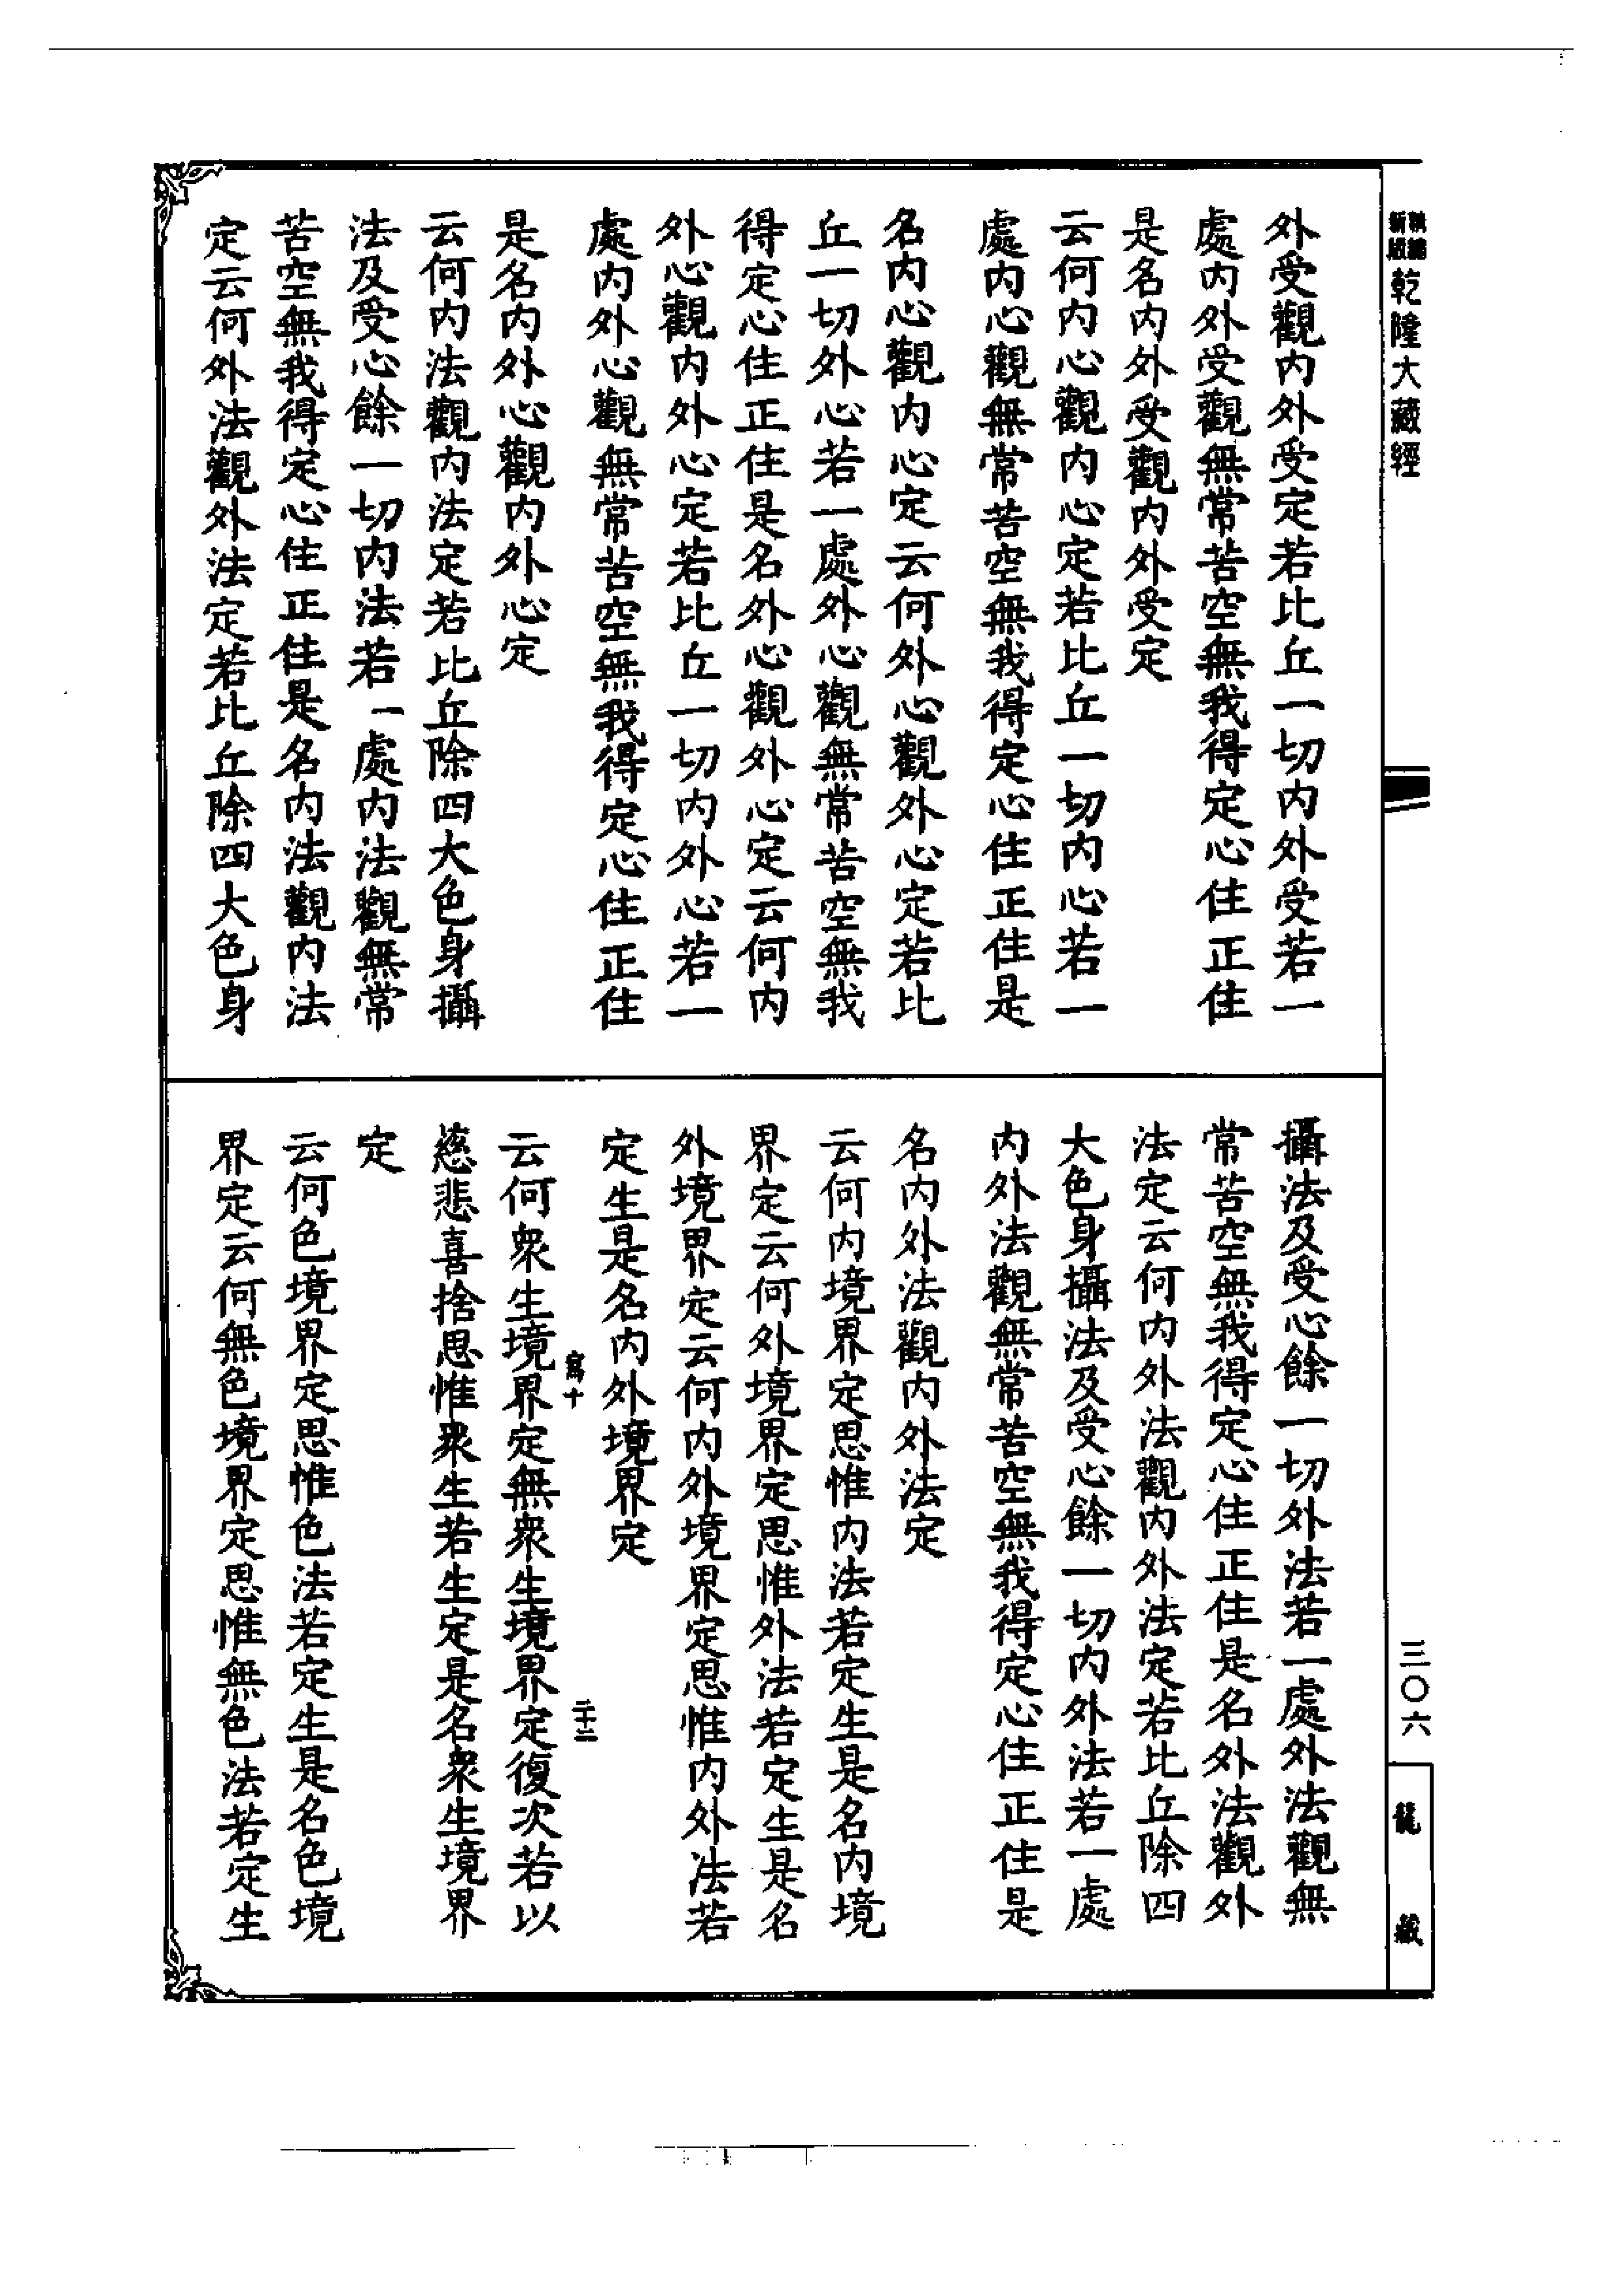 新版精編乾隆大藏經
外受觀內外受定若比丘一切內外受若一
處內外受觀無常苦空無我得定心住正住
是名內外受觀內外受定
云何內心觀內心定若比丘一切內心若一
處內心觀無常苦空無我得定心住正住是
名內心觀內心定云何外心觀外心定若比
丘一切外心若一處外心觀無常苦空無我
得定心住正住是名外心觀外心定云何內
外心觀內外心定若比丘一切內外心若一
處內外心觀無常苦空無我得定心住正住
是名內外心觀內外心定
云何內法觀內法定若比丘除四大色身攝
法及受心餘一切內法若一處內法觀無常
苦空無我得定心住正住是名內法觀內法
定云何外法觀外法定若比丘除四大色身
攝法及受心餘一切外法若一處外法觀無
常苦空無我得定心住正住是名外法觀外
法定云何內外法觀內外法定若比丘除四
大色身攝法及受心餘一切內外法若一處
內外法觀無常苦空無我得定心住正住是
名內外法觀內外法定
云何內境界定思惟內法若定生是名內境
界定云何外境界定思惟外法若定生是名
外境界定云何內外境界定思惟內外法若
定生是名內外境界定
寫十 二十二
云何衆生境界定無衆生境界定復次若以
慈悲喜捨思惟衆生若生定是名衆生境界
定
云何色境界定思惟色法若定生是名色境
界定云何無色境界定思惟無色法若定生
三〇六
龍藏